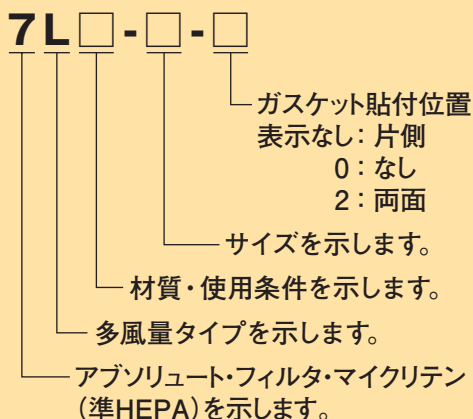 7L□-□-□
ガスケット貼付位置
表示なし：片側
0：なし
2：両面
サイズを示します。
材質・使用条件を示します。
多風量タイプを示します。
アブソリュート・フィルタ・マイクリテン
（準HEPA）を示します。